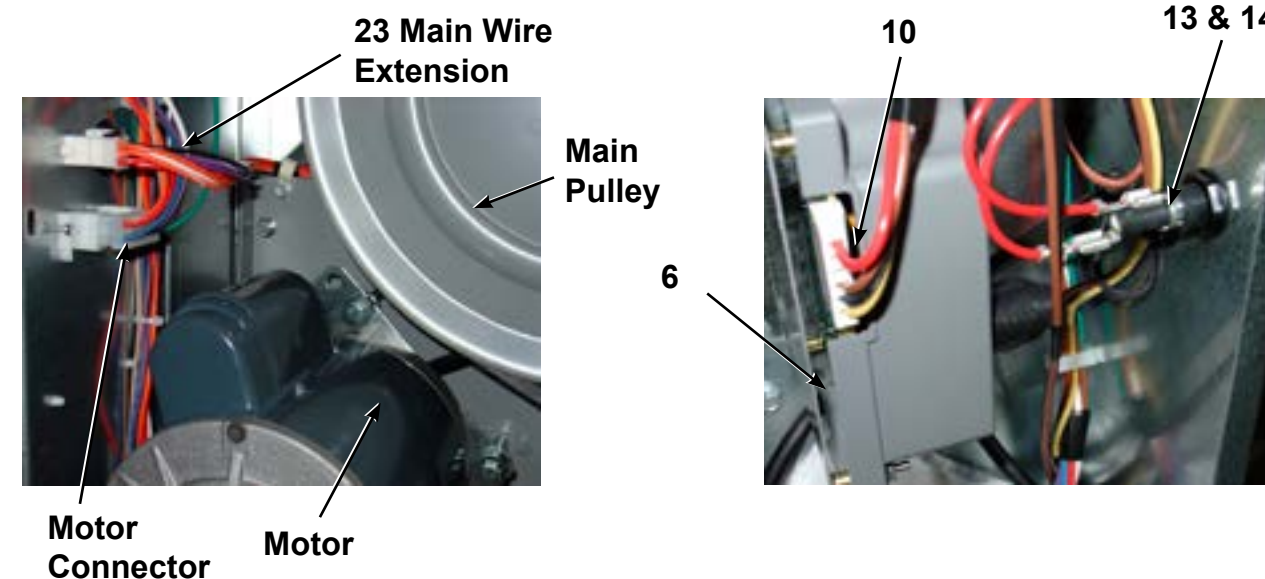 23 Main Wire
Extension
Main
Pulley
Motor
Connector
Motor
10
13 & 14
6